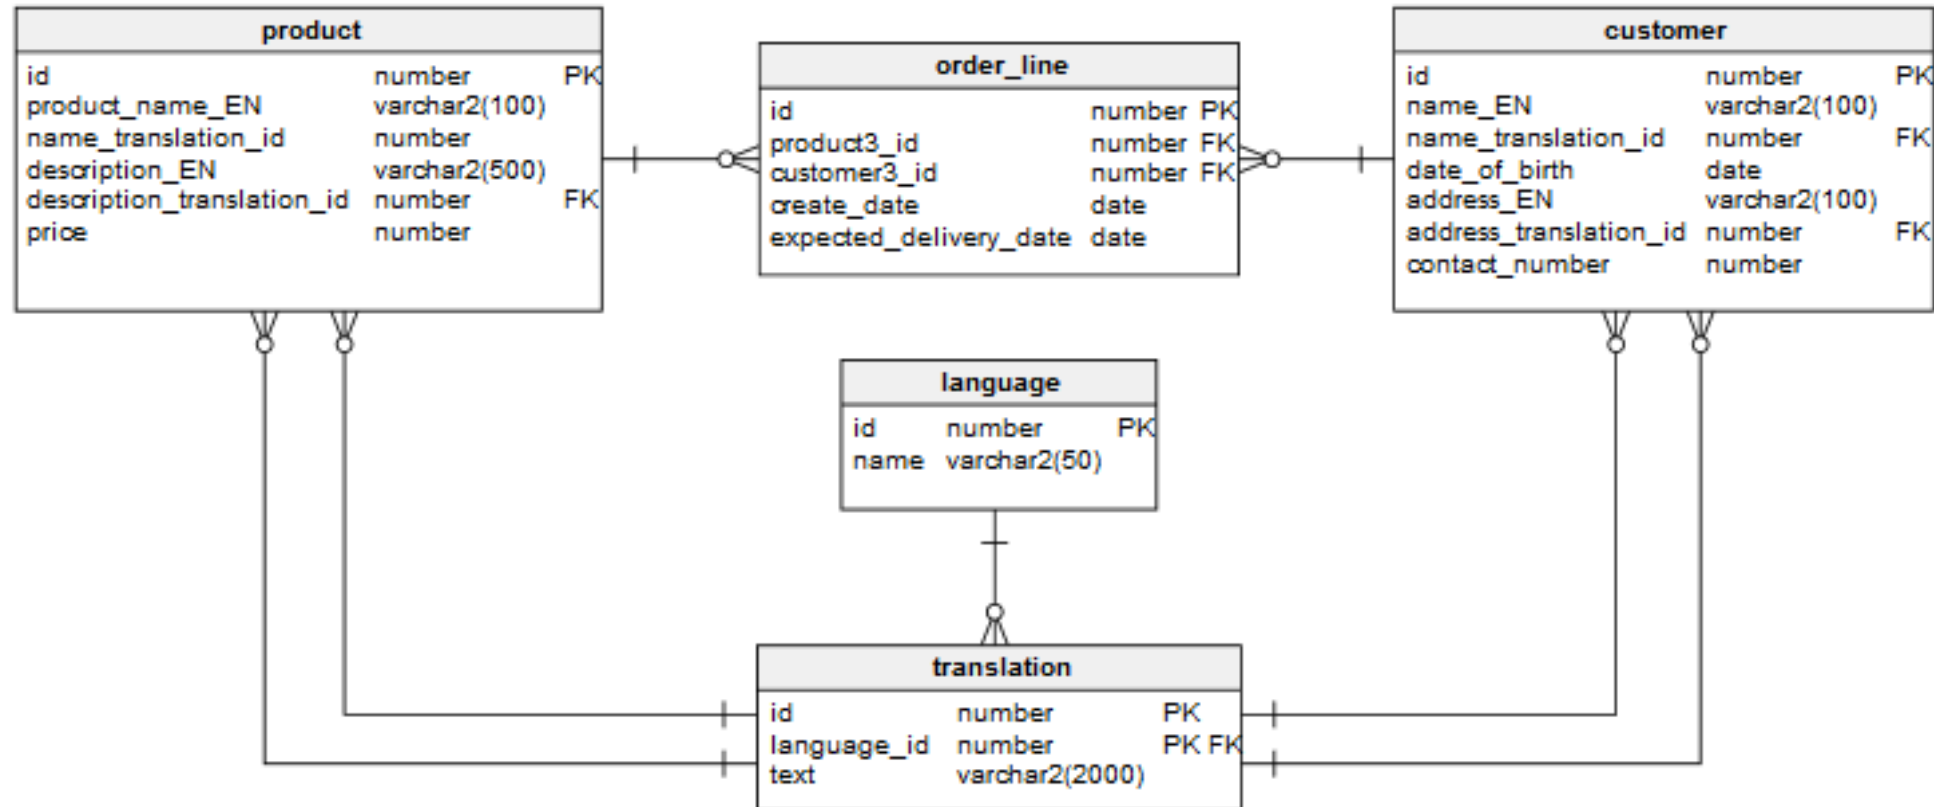 product
id number PK
product_name_EN varchar2(100)
name_translation_id number
description_EN varchar2(500)
description_translation_id number FK
price number
order_line
id number PK
product3_id number FK
customer3_id number FK
create_date date
expected_delivery_date date
customer
id number PK
name_EN varchar2(100)
name_translation_id number FK
date_of_birth date
address_EN varchar2(100)
address_translation_id number FK
contact_number number
language
id number PK
name varchar2(50)
translation
id number PK
language_id number PK FK
text varchar2(2000)